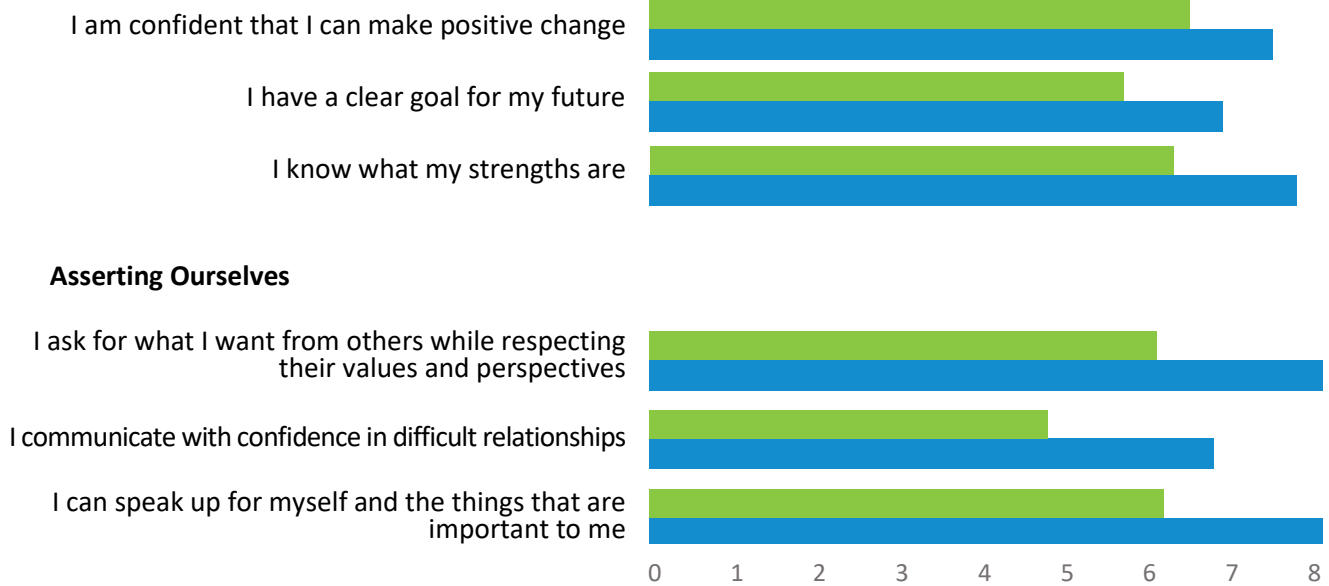 I am confident that I can make positive change
I have a clear goal for my future
I know what my strengths are
Asserting Ourselves
I ask for what I want from others while respecting
their values and perspectives
I communicate with confidence in difficult relationships
I can speak up for myself and the things that are
important to me
0 1 2 3 4 5 6 7 8